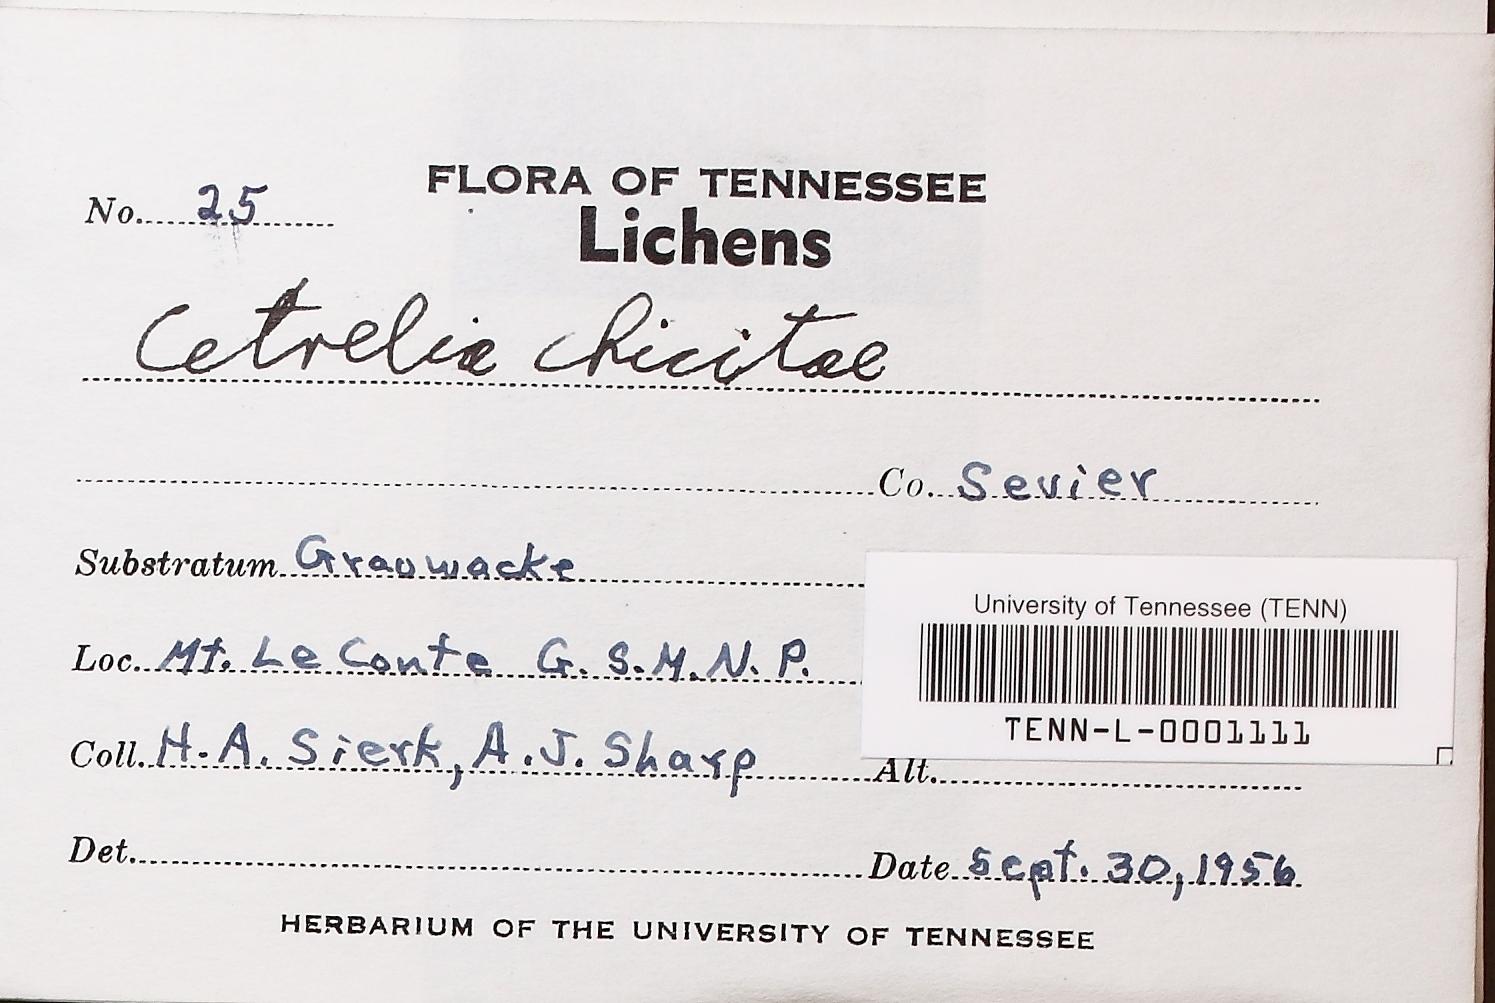 FLORA OF TENNESSEE
No. 25
Lichens
Cetrelia chicitae
Co. Sevier
Substratum Grauwacke
University of Tennessee (TENN)
Loc. Mt. Le Conte G. S. M. N. P.
TENN-L-0001111
Coll. H. A. Sierk, A. J. Sharp Alt.
Det. Date Sept. 30, 1956
HERBARIUM OF THE UNIVERSITY OF TENNESSEE